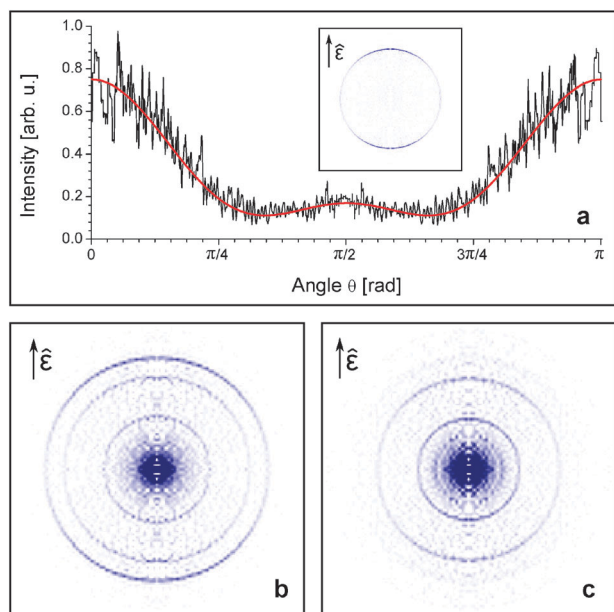 1.0
0.8
0.6
0.4
0.2
0.0
Intensity [arb. u.]
ε̂
a
0 π/4 π/2 3π/4 π
Angle θ [rad]
ε̂
b
ε̂
c